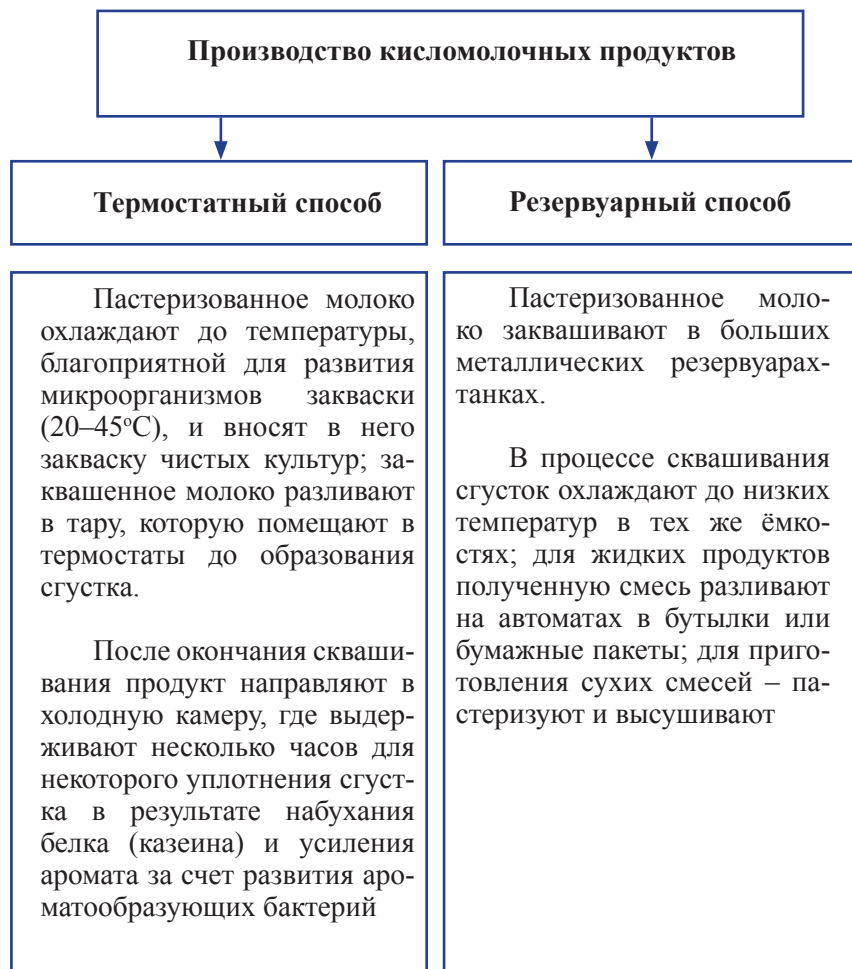 Производство кисломолочных продуктов
Термостатный способ
Резервуарный способ
Пастеризованное молоко
охлаждают до температуры,
благоприятной для развития
микроорганизмов закваски
(20–45°С), и вносят в него
закваску чистых культур; за-
квашенное молоко разливают
в тару, которую помещают в
термостаты до образования
сгустка.
После окончания сквашивa-
вания продукт направляют в
холодную камеру, где выдер-
живают несколько часов для
некоторого уплотнения сгуст-
ка в результате набухания
белка (казеина) и усиления
аромата за счет развития аро-
матообразующих бактерий
Пастеризованное моло-
ко заквашивают в больших
металлических резервуарах-
танках.
В процессе сквашивания
сгусток охлаждают до низких
температур в тех же ёмко-
стях; для жидких продуктов
полученную смесь разливают
на автоматах в бутылки или
бумажные пакеты; для приго-
товления сухих смесей – па-
стеризуют и высушивают